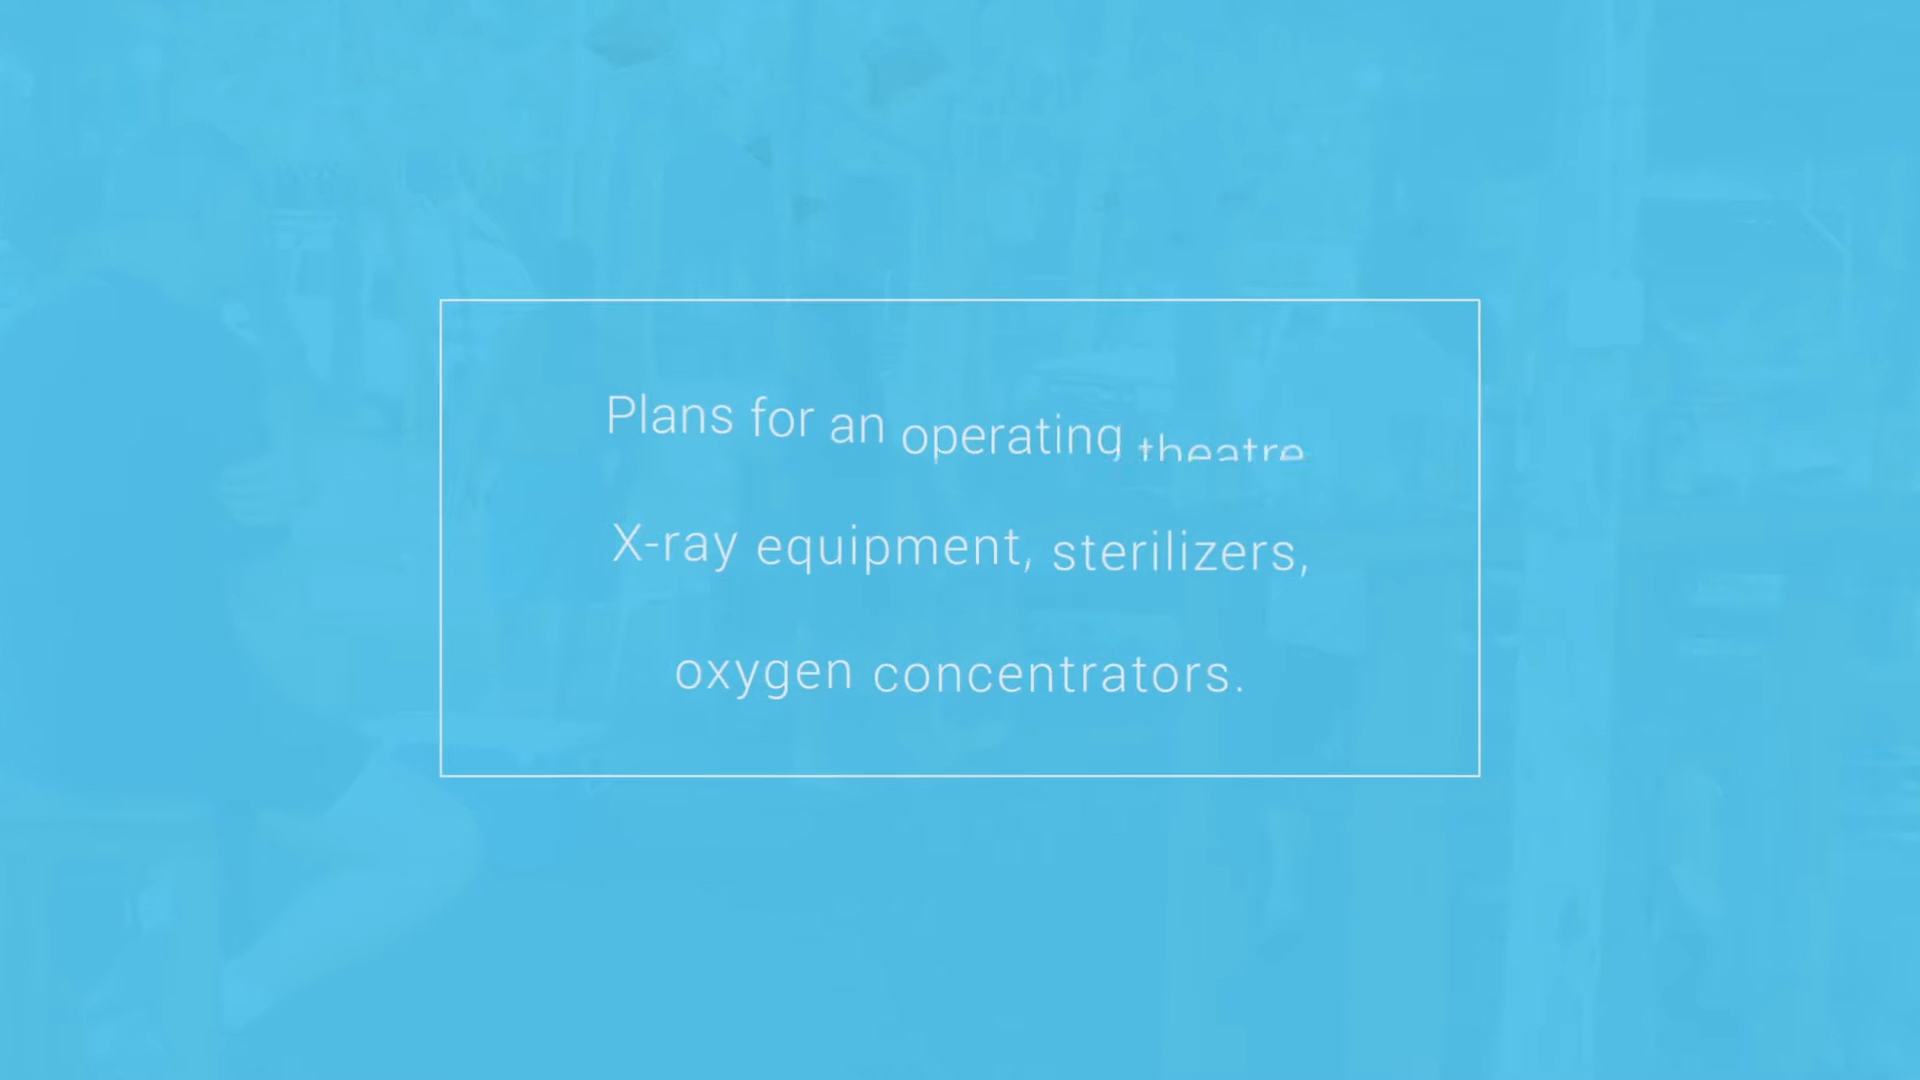 Plans for an operating theatre
X-ray equipment, sterilizers,
oxygen concentrators.